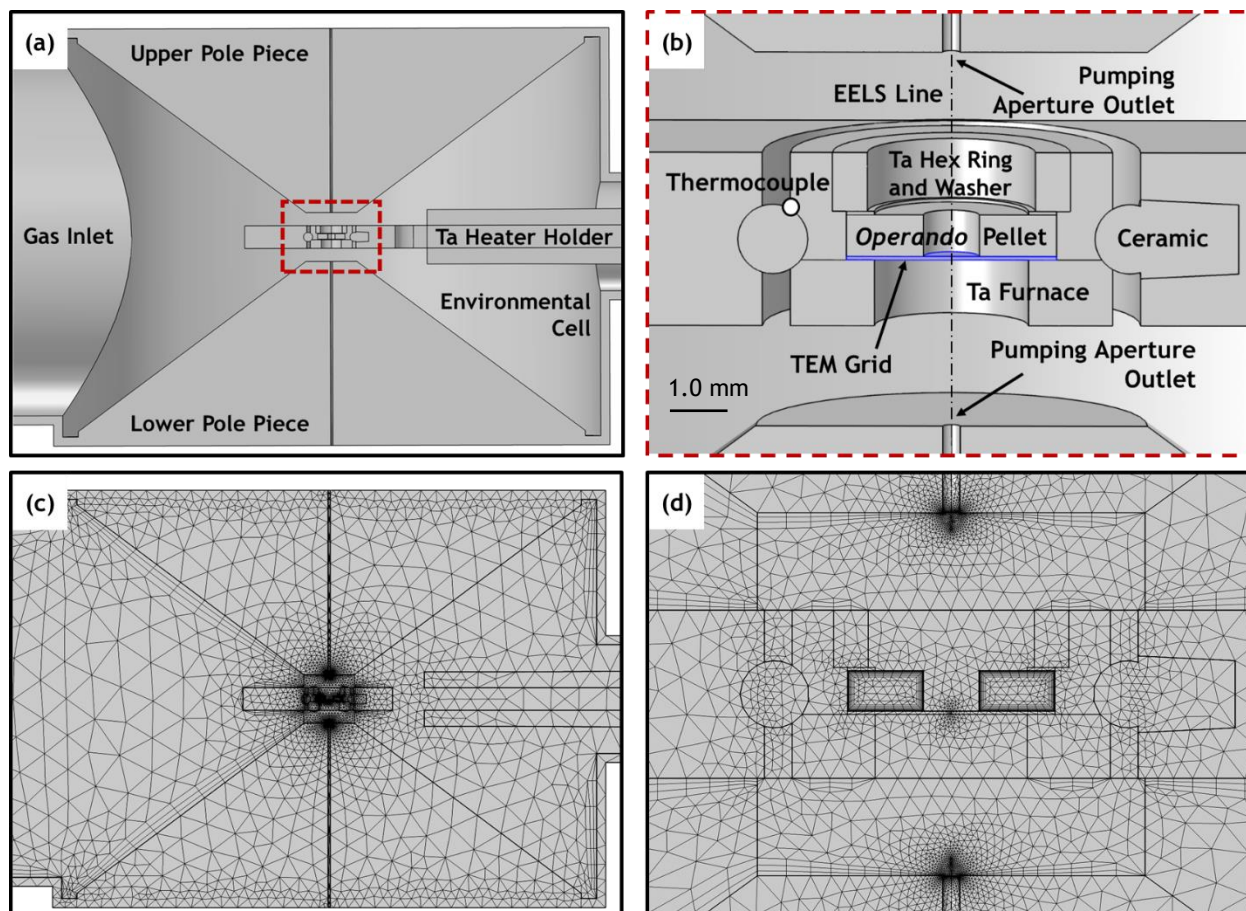 (a)
Upper Pole Piece
Gas Inlet
Ta Heater Holder
Environmental
Cell
Lower Pole Piece
(b)
Pumping
Aperture Outlet
EELS Line
Ta Hex Ring
and Washer
Thermocouple
Operando Pellet
Ceramic
Ta Furnace
TEM Grid
Pumping Aperture
Outlet
1.0 mm
(c)
(d)